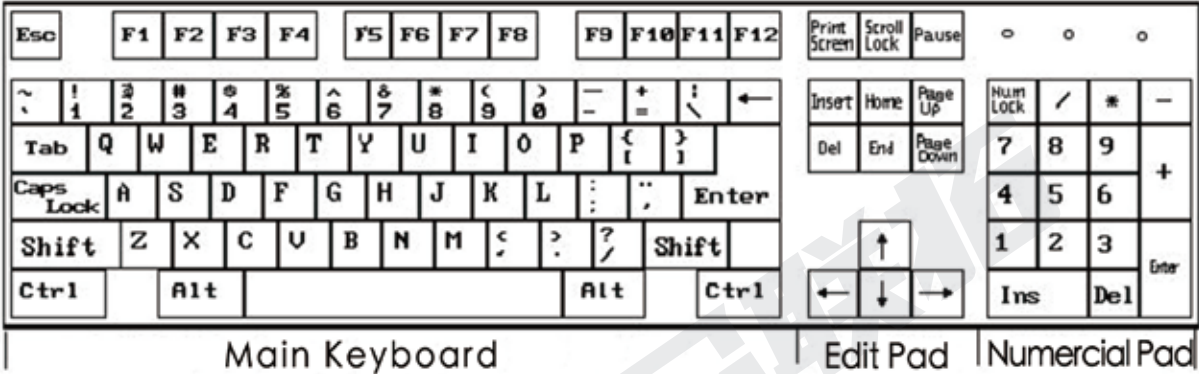 Esc F1 F2 F3 F4 F5 F6 F7 F8 F9 F10 F11 F12 Print Screen Scroll Lock Pause
~ ` ! 1 @ 2 # 3 $ 4 % 5 ^ 6 & 7 * 8 ( 9 ) 0 — - + = ¦ \ ← Insert Home Page Up Num Lock / * —
Tab Q W E R T Y U I O P { [ } ] Del End Page Down 7 8 9 +
Caps Lock A S D F G H J K L : ; " , Enter 4 5 6
Shift Z X C V B N M < , > . ? / Shift ↑ 1 2 3 Enter
Ctrl Alt Alt Ctrl ← ↓ → Ins Del
Main Keyboard Edit Pad Numercial Pad